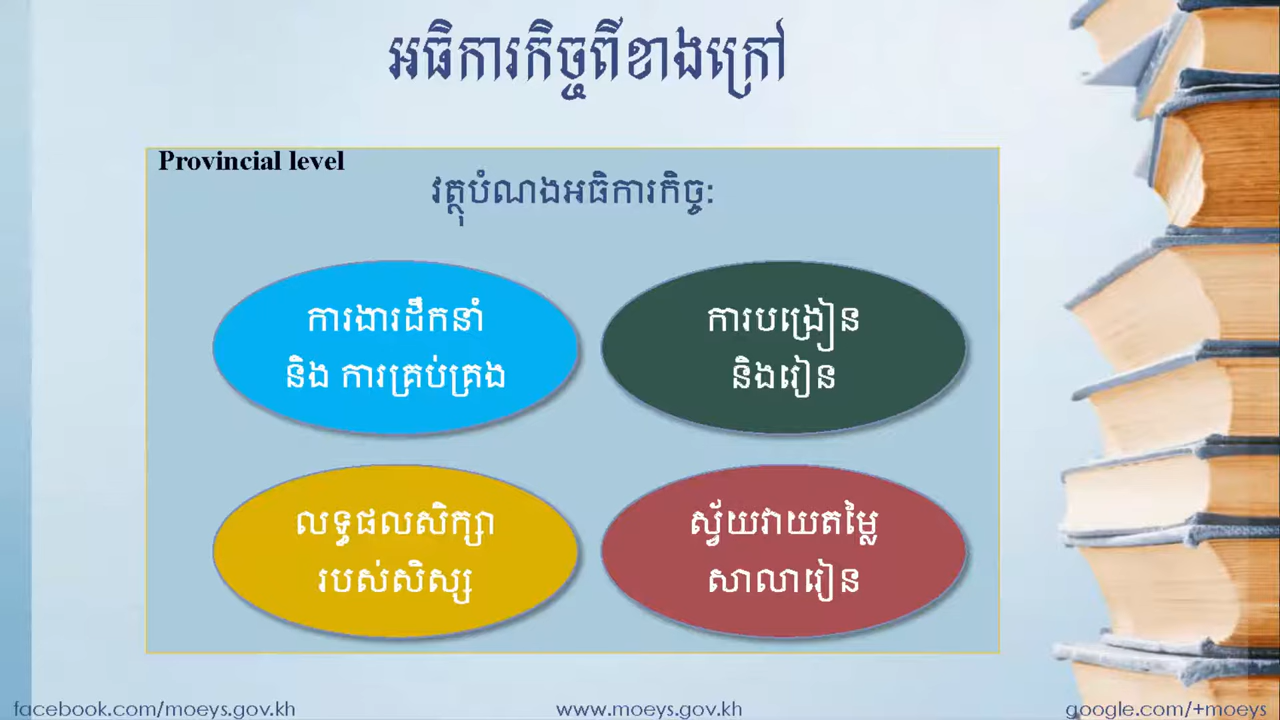 អធិការកិច្ចពីខាងក្រៅ
Provincial level
វត្ថុបំណងអធិការកិច្ច:
ការងារដឹកនាំ
និង ការគ្រប់គ្រង
ការបង្រៀន
និងរៀន
លទ្ធផលសិក្សា
របស់សិស្ស
ស្វ័យវាយតម្លៃ
សាលារៀន
facebook.com/moeys.gov.kh
www.moeys.gov.kh
google.com/+moeys